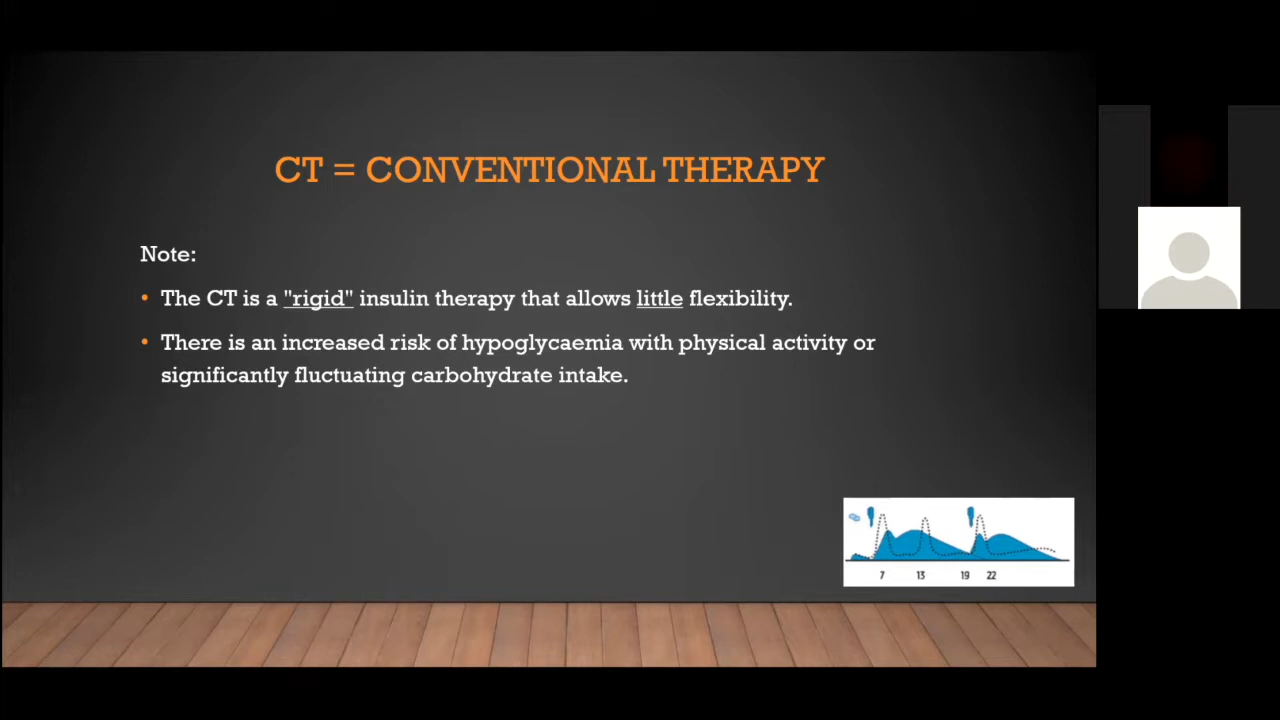 CT = CONVENTIONAL THERAPY
Note:
• The CT is a "rigid" insulin therapy that allows little flexibility.
• There is an increased risk of hypoglycaemia with physical activity or
significantly fluctuating carbohydrate intake.
7 13 19 22